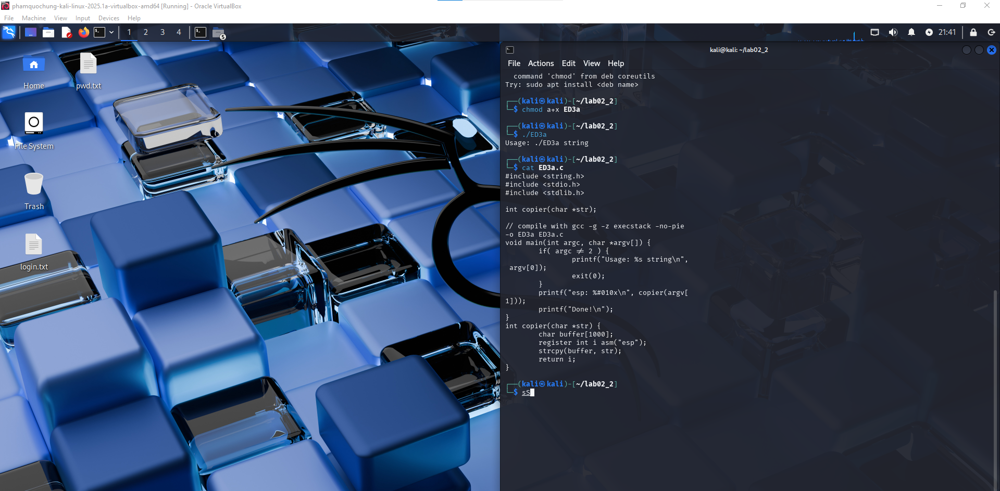 phamquochung-kali-linux-2025.1a-virtualbox-amd64 [Running] - Oracle VirtualBox
File Machine View Input Devices Help
1 2 3 4 5 21:41
Home
pwd.txt
File System
Trash
login.txt
kali@kali: ~/lab02_2
File Actions Edit View Help
command 'chmod' from deb coreutils
Try: sudo apt install <deb name>
┌──(kali㉿kali)-[~/lab02_2]
└─$ chmod a+x ED3a
┌──(kali㉿kali)-[~/lab02_2]
└─$ ./ED3a
Usage: ./ED3a string
┌──(kali㉿kali)-[~/lab02_2]
└─$ cat ED3a.c
#include <string.h>
#include <stdio.h>
#include <stdlib.h>
int copier(char *str);
// compile with gcc -g -z execstack -no-pie
-o ED3a ED3a.c
void main(int argc, char *argv[]) {
if( argc != 2 ) {
printf("Usage: %s string\n",
argv[0]);
exit(0);
}
printf("esp: %#010x\n", copier(argv[
1]));
printf("Done!\n");
}
int copier(char *str) {
char buffer[1000];
register int i asm("esp");
strcpy(buffer, str);
return i;
}
┌──(kali㉿kali)-[~/lab02_2]
└─$ sS